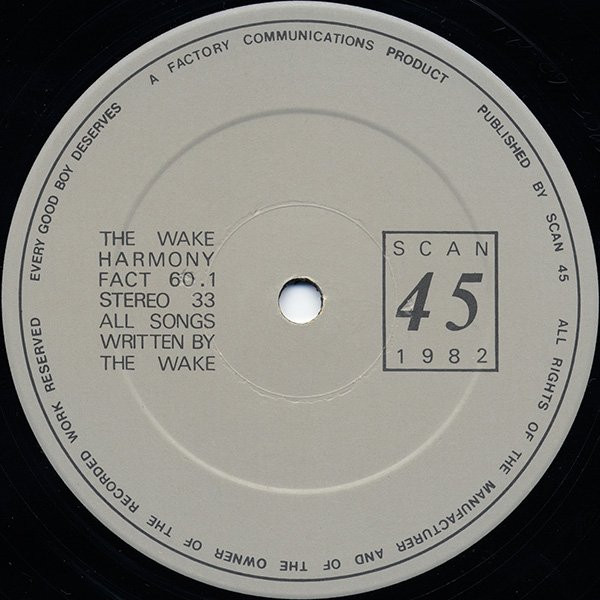 A FACTORY COMMUNICATIONS PRODUCT
PUBLISHED BY SCAN 45
ALL RIGHTS OF THE MANUFACTURER AND OF THE OWNER OF THE RECORDED WORK RESERVED
EVERY GOOD BOY DESERVES
THE WAKE
HARMONY
FACT 60.1
STEREO 33
ALL SONGS
WRITTEN BY
THE WAKE
SCAN
45
1982